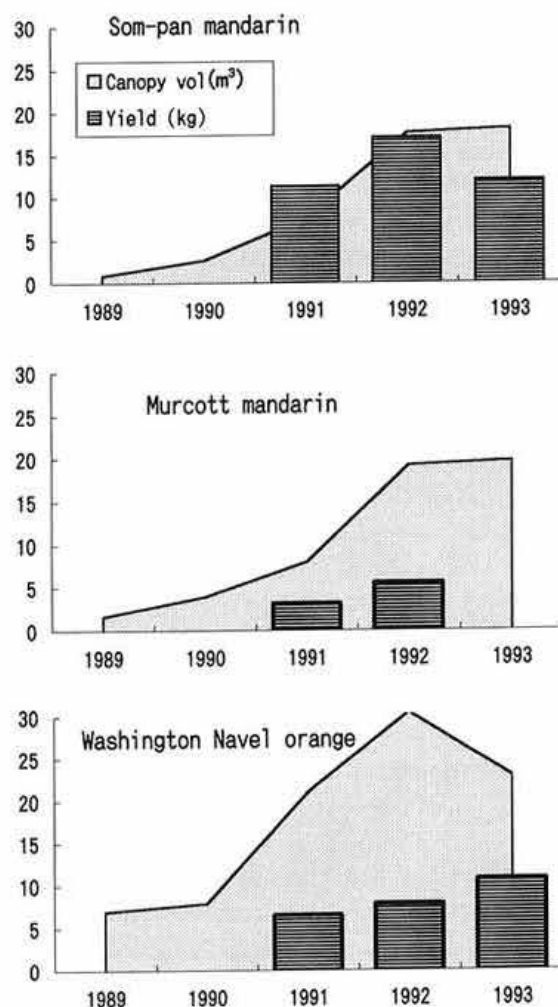 Som-pan mandarin
Canopy vol(m³)
Yield (kg)
30
25
20
15
10
5
0
1989 1990 1991 1992 1993
Murcott mandarin
30
25
20
15
10
5
0
1989 1990 1991 1992 1993
Washington Navel orange
30
25
20
15
10
5
0
1989 1990 1991 1992 1993